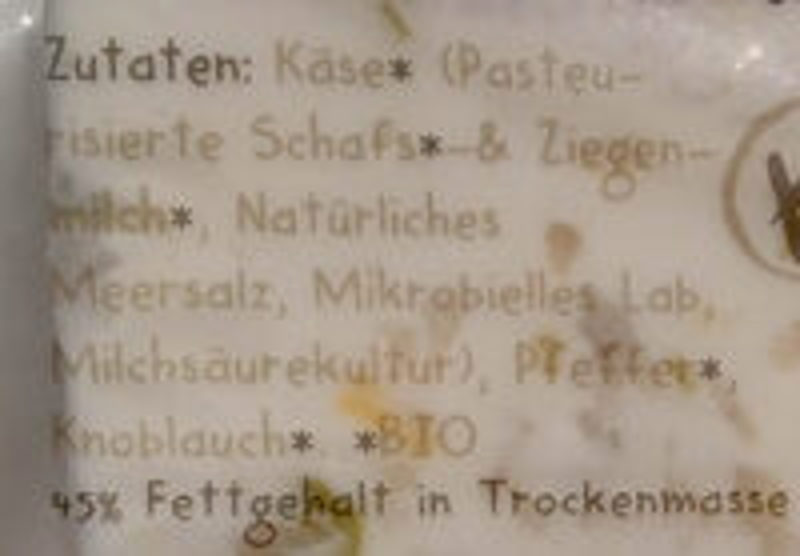 Zutaten: Käse* (Pasteu-
risierte Schafs*-& Ziegen-
milch*, Natürliches
Meersalz, Mikrobielles Lab,
Milchsäurekultur), Pfeffer*,
Knoblauch*. *BIO
45% Fettgehalt in Trockenmasse